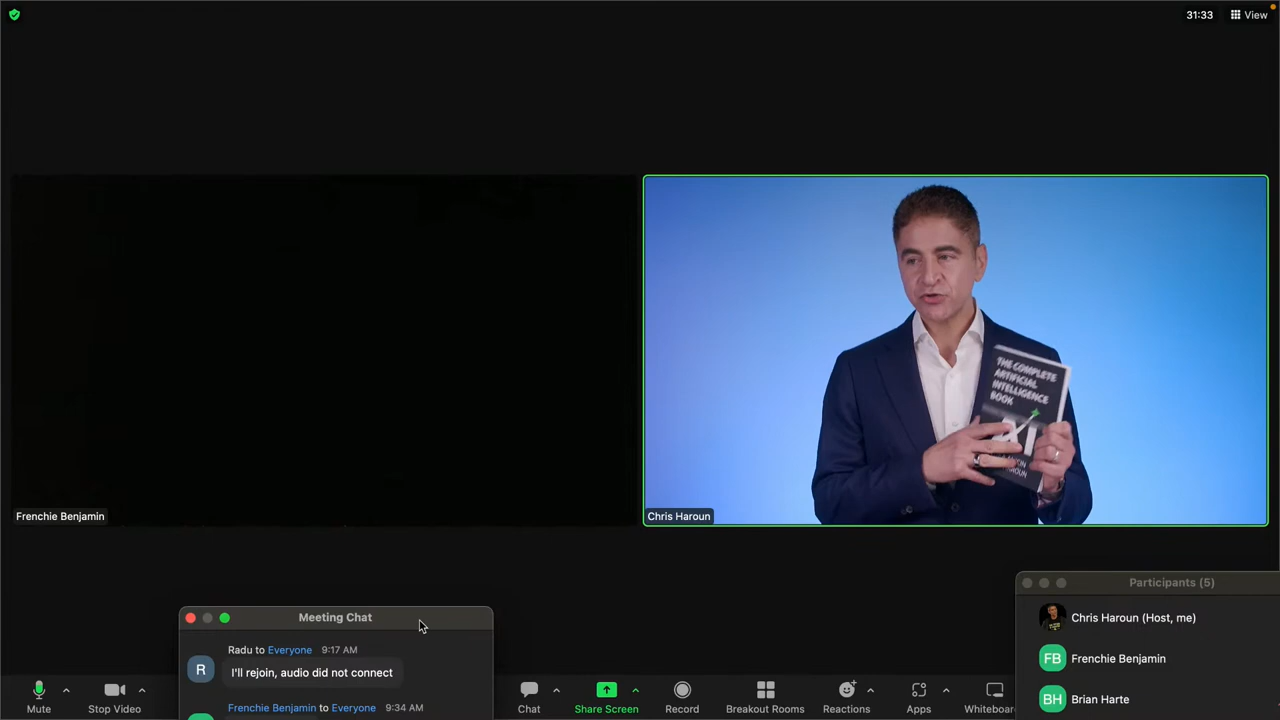 31:33
View
THE COMPLETE
ARTIFICIAL
INTELLIGENCE
BOOK
AI
Frenchie Benjamin
Chris Haroun
Meeting Chat
Radu to Everyone 9:17 AM
R
I'll rejoin, audio did not connect
Frenchie Benjamin to Everyone 9:34 AM
Participants (5)
Chris Haroun (Host, me)
FB Frenchie Benjamin
BH Brian Harte
Mute
Stop Video
Chat
Share Screen
Record
Breakout Rooms
Reactions
Apps